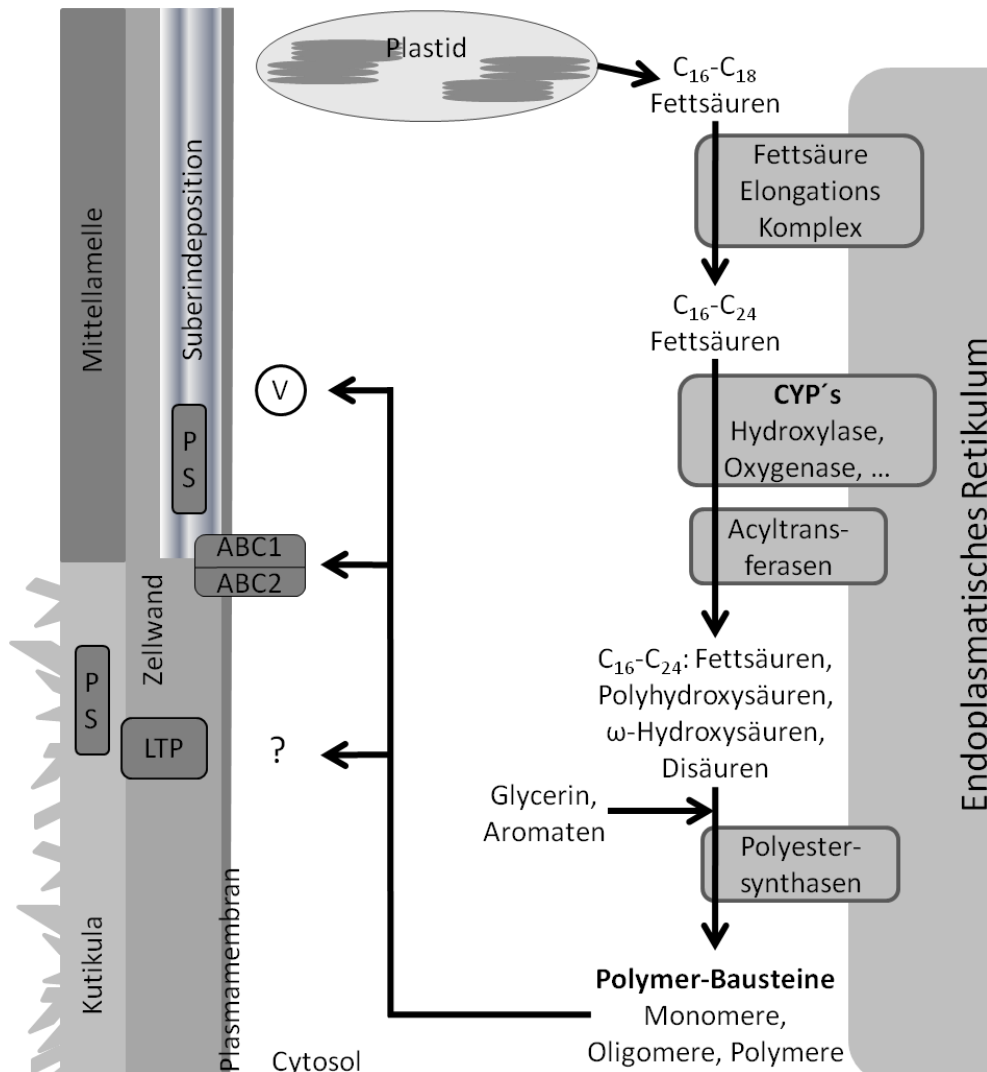 Plastid
C₁₆-C₁₈
Fettsäuren
Fettsäure
Elongations
Komplex
C₁₆-C₂₄
Fettsäuren
CYP´s
Hydroxylase,
Oxygenase, ...
Acyltrans-
ferasen
C₁₆-C₂₄: Fettsäuren,
Polyhydroxysäuren,
ω-Hydroxysäuren,
Disäuren
Glycerin,
Aromaten
Polyester-
synthasen
Polymer-Bausteine
Monomere,
Oligomere, Polymere
Endoplasmatisches Retikulum
Mittellamelle
Suberindeposition
V
P
S
ABC1
ABC2
Zellwand
P
S
LTP
?
Kutikula
Plasmamembran
Cytosol